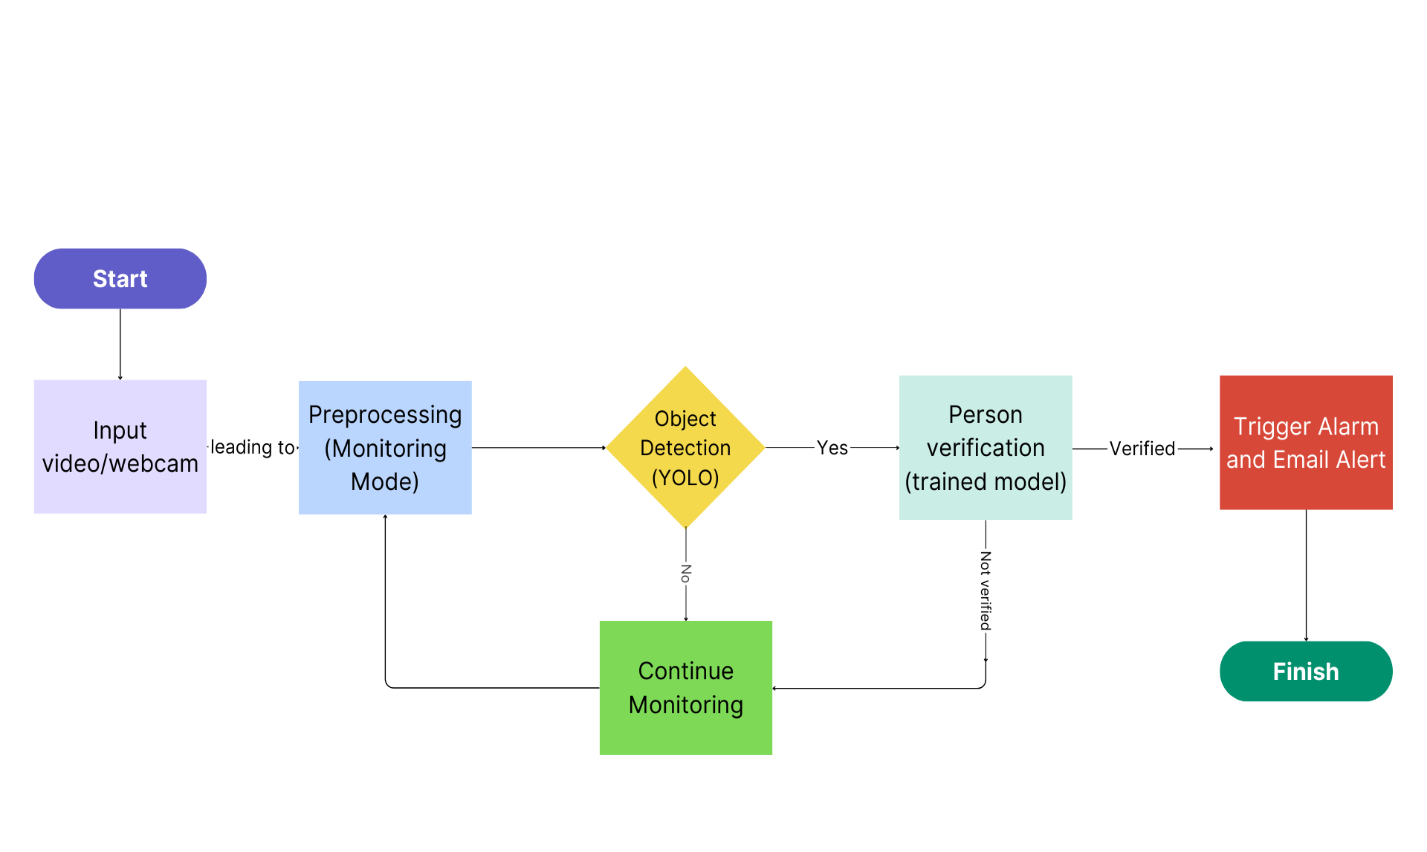 Start
Input
video/webcam
leading to
Preprocessing
(Monitoring
Mode)
Object
Detection
(YOLO)
Yes
Person
verification
(trained model)
Verified
Trigger Alarm
and Email Alert
No
Not verified
Continue
Monitoring
Finish